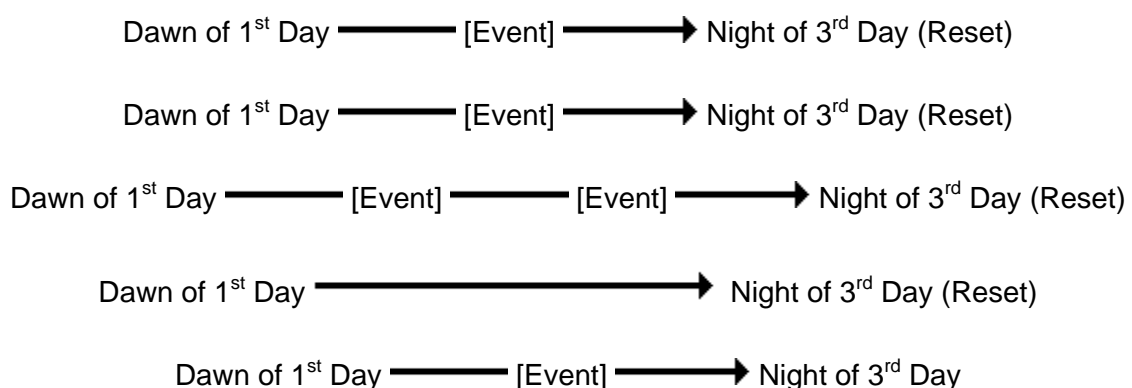 Dawn of 1st Day [Event] Night of 3rd Day (Reset)
Dawn of 1st Day [Event] Night of 3rd Day (Reset)
Dawn of 1st Day [Event] [Event] Night of 3rd Day (Reset)
Dawn of 1st Day Night of 3rd Day (Reset)
Dawn of 1st Day [Event] Night of 3rd Day